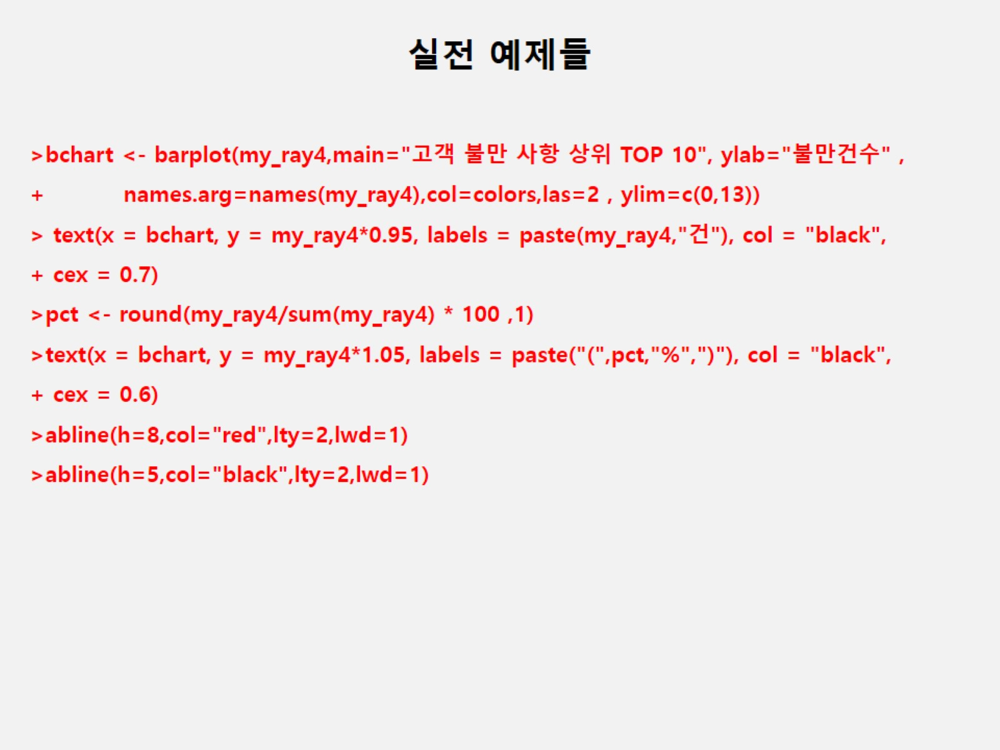 실전 예제들
>bchart <- barplot(my_ray4,main="고객 불만 사항 상위 TOP 10", ylab="불만건수" ,
+ names.arg=names(my_ray4),col=colors,las=2 , ylim=c(0,13))
> text(x = bchart, y = my_ray4*0.95, labels = paste(my_ray4,"건"), col = "black",
+ cex = 0.7)
>pct <- round(my_ray4/sum(my_ray4) * 100 ,1)
>text(x = bchart, y = my_ray4*1.05, labels = paste("(",pct,"%",")"), col = "black",
+ cex = 0.6)
>abline(h=8,col="red",lty=2,lwd=1)
>abline(h=5,col="black",lty=2,lwd=1)